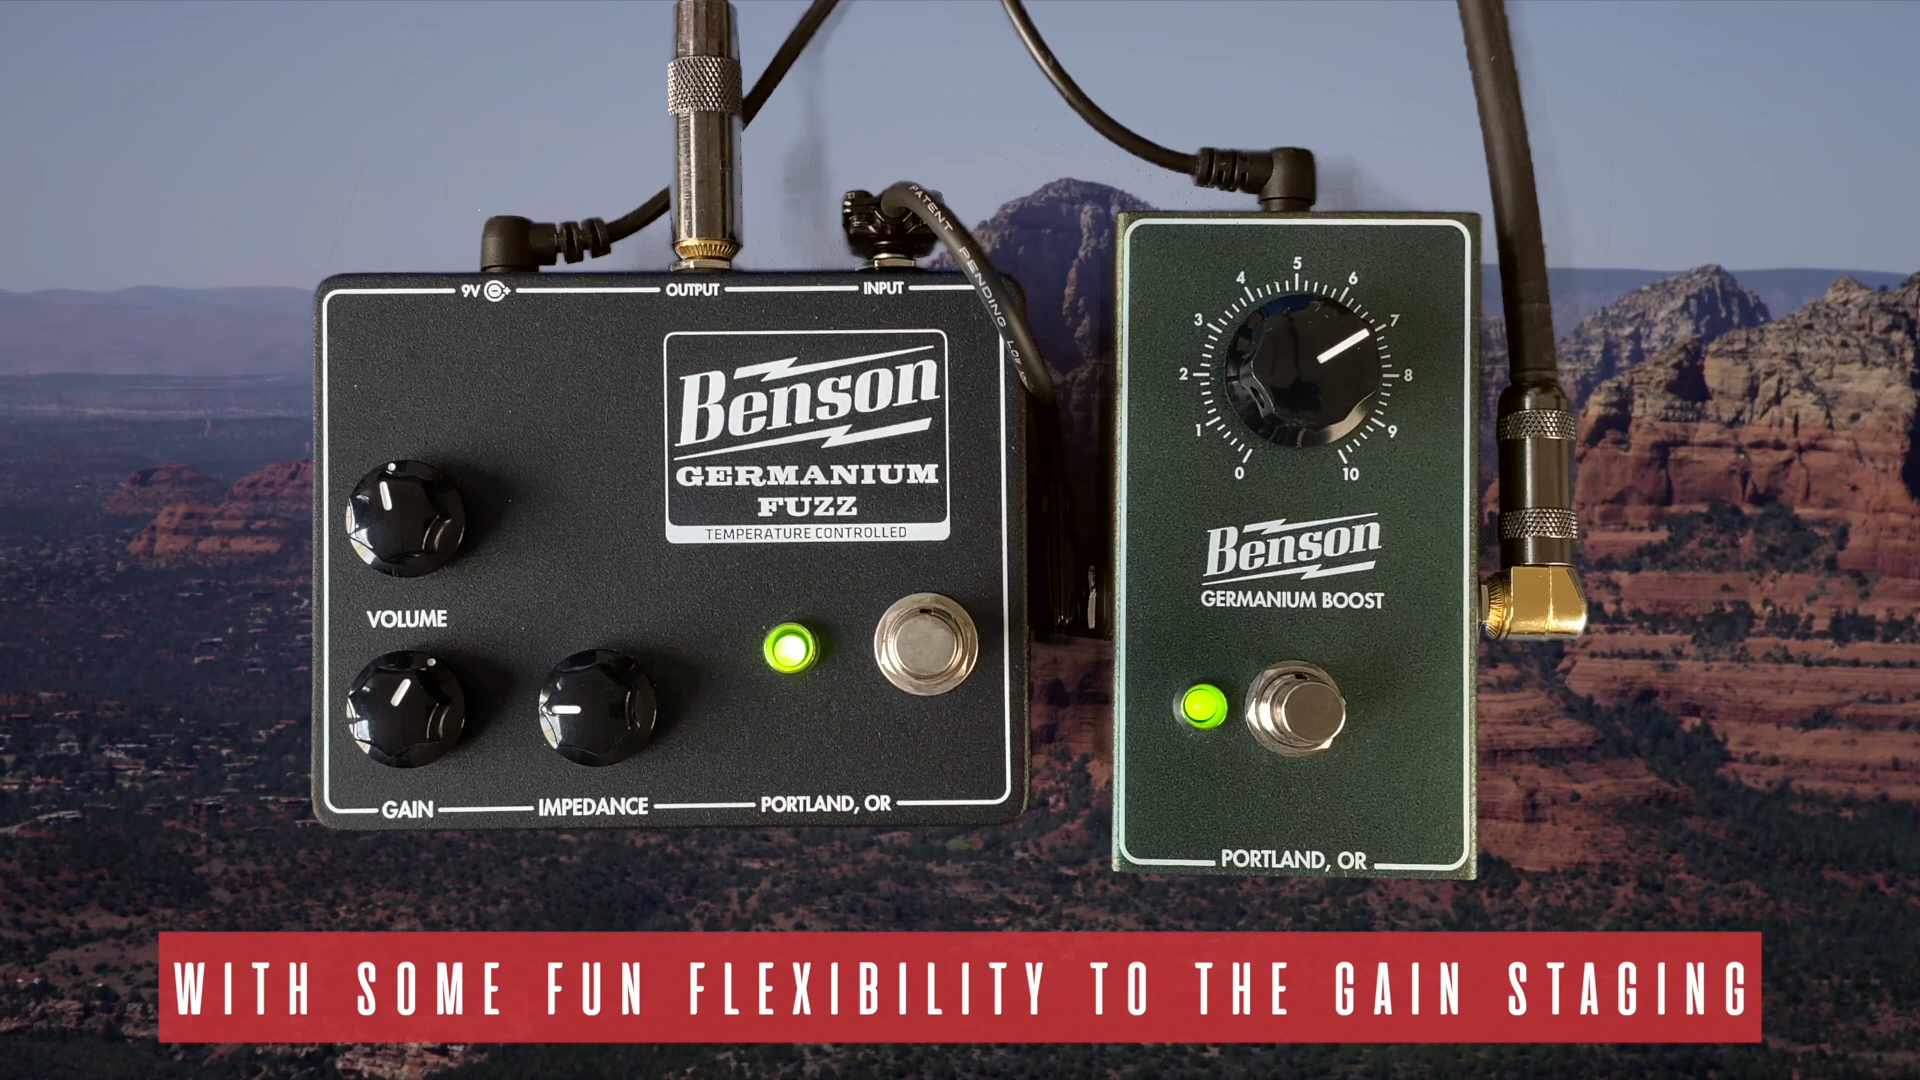 PATENT PENDING
9V
OUTPUT
INPUT
Benson
GERMANIUM
FUZZ
TEMPERATURE CONTROLLED
VOLUME
GAIN
IMPEDANCE
PORTLAND, OR
0
1
2
3
4
5
6
7
8
9
10
Benson
GERMANIUM BOOST
PORTLAND, OR
WITH SOME FUN FLEXIBILITY TO THE GAIN STAGING